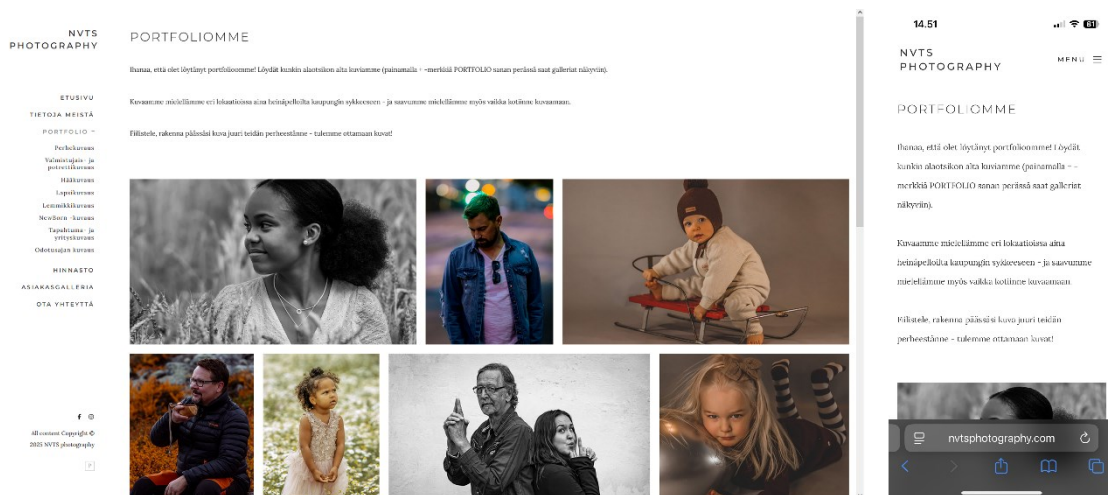 NVTS
PHOTOGRAPHY
ETUSIVU
TIETOJA MEISTÄ
PORTFOLIO
Perhekuvaus
Valmistujais- ja
potrettikuvaus
Hääkuvaus
Lapsikuvaus
Lemmikkikuvaus
NewBorn -kuvaus
Tapahtuma- ja
yrityskuvaus
Odotusajan kuvaus
HINNASTO
ASIAKASGALLERIA
OTA YHTEYTTÄ
All content Copyright ©
2025 NVTS photography
P
PORTFOLIOMME
Ihanaa, että olet löytänyt portfolioomme! Löydät kunkin alaotsikon alta kuviamme (painamalla + -merkkiä PORTFOLIO sanan perässä saat galleriat näkyviin).
Kuvaamme mielellämme eri lokaatioissa aina heinäpelloilta kaupungin sykkeeseen - ja saavumme mielellämme myös vaikka kotiinne kuvaamaan.
Fiilistele, rakenna päässäsi kuva juuri teidän perheestänne - tulemme ottamaan kuvat!
14.51
61
NVTS
PHOTOGRAPHY
MENU
PORTFOLIOMME
Ihanaa, että olet löytänyt portfolioomme! Löydät
kunkin alaotsikon alta kuviamme (painamalla + -
merkkiä PORTFOLIO sanan perässä saat galleriat
näkyviin).
Kuvaamme mielellämme eri lokaatioissa aina
heinäpelloilta kaupungin sykkeeseen - ja saavumme
mielellämme myös vaikka kotiinne kuvaamaan.
Fiilistele, rakenna päässäsi kuva juuri teidän
perheestänne - tulemme ottamaan kuvat!
nvtsphotography.com